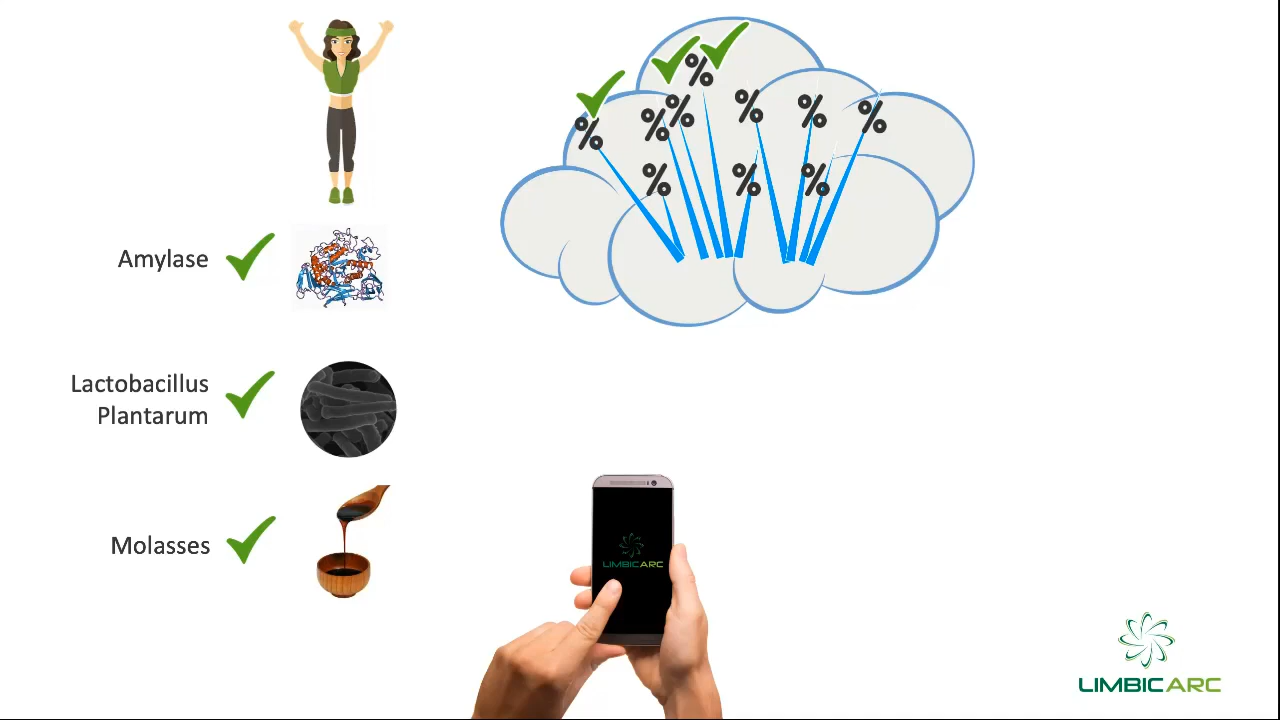 %
%
%
%
%
%
%
%
%
%
Amylase
Lactobacillus
Plantarum
Molasses
LIMBICARC
LIMBICARC